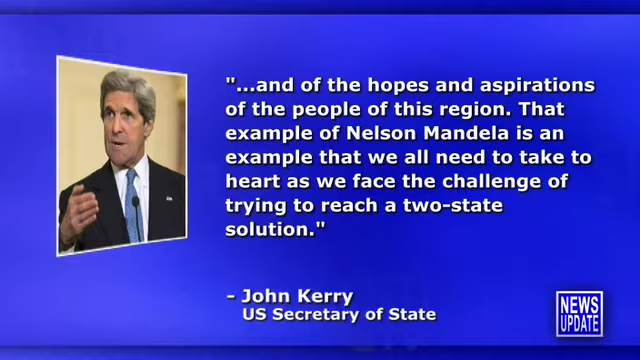 "...and of the hopes and aspirations
of the people of this region. That
example of Nelson Mandela is an
example that we all need to take to
heart as we face the challenge of
trying to reach a two-state
solution."
– John Kerry
US Secretary of State
NEWS
UPDATE